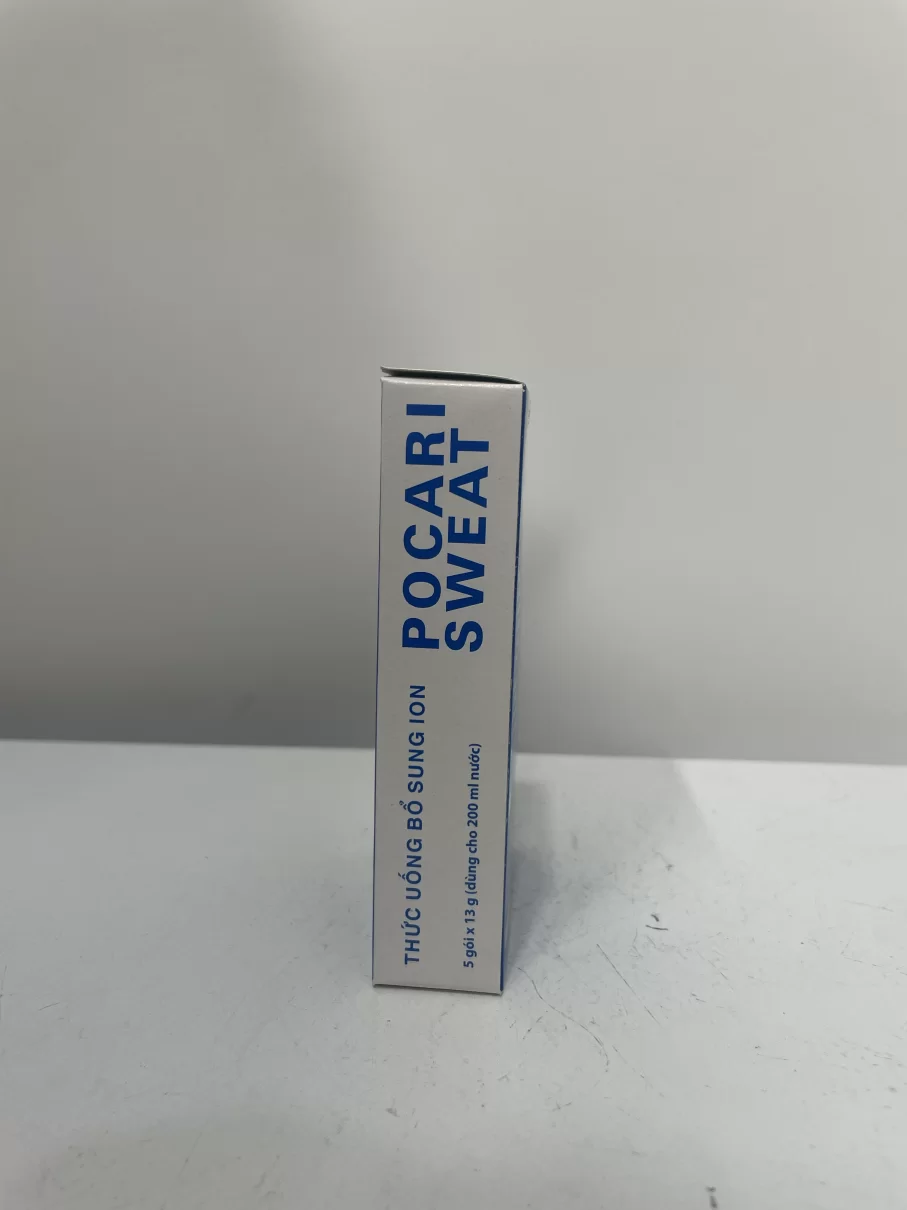 THỨC UỐNG BỔ SUNG ION
POCARI
SWEAT
5 gói x 13 g (dùng cho 200 ml nước)